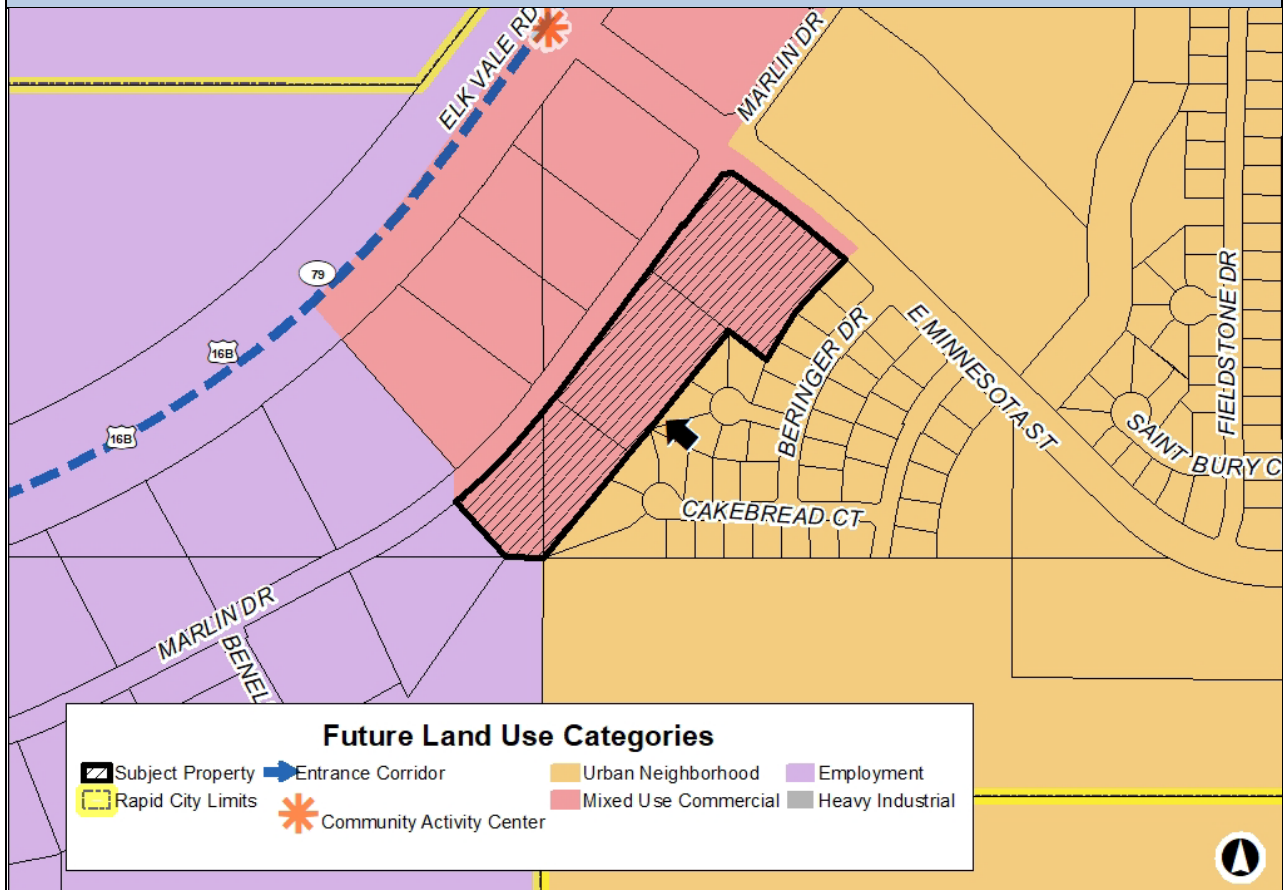 ELK VALE RD
MARLIN DR
79
16B
16B
BERINGER DR
E MINNESOTA ST
FIELDSTONE DR
SAINT BURY C
CAKEBREAD CT
MARLIN DR
BENEL
Future Land Use Categories
Subject Property
Entrance Corridor
Urban Neighborhood
Employment
Rapid City Limits
Community Activity Center
Mixed Use Commercial
Heavy Industrial